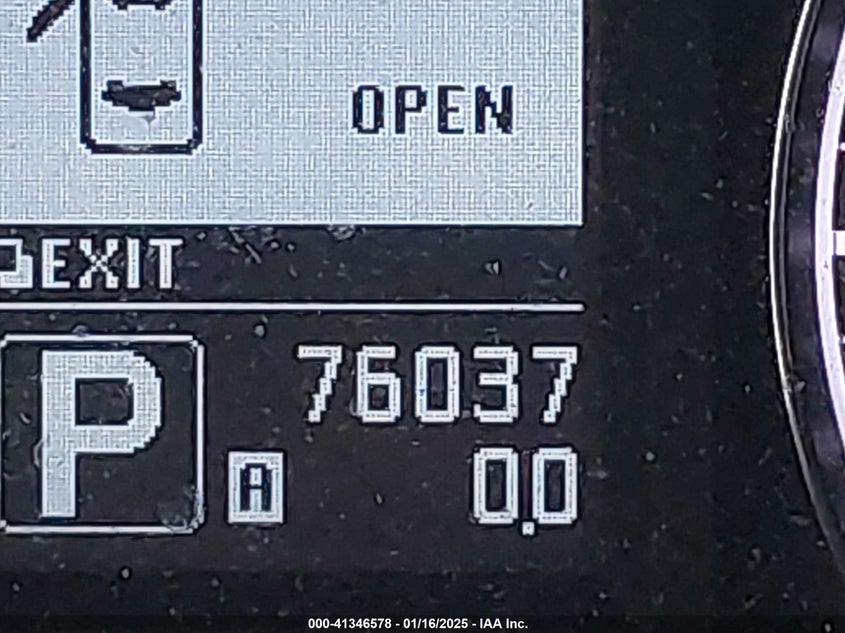 OPEN
EXIT
P
76037
A
0.0
000-41346578 - 01/16/2025 - IAA Inc.